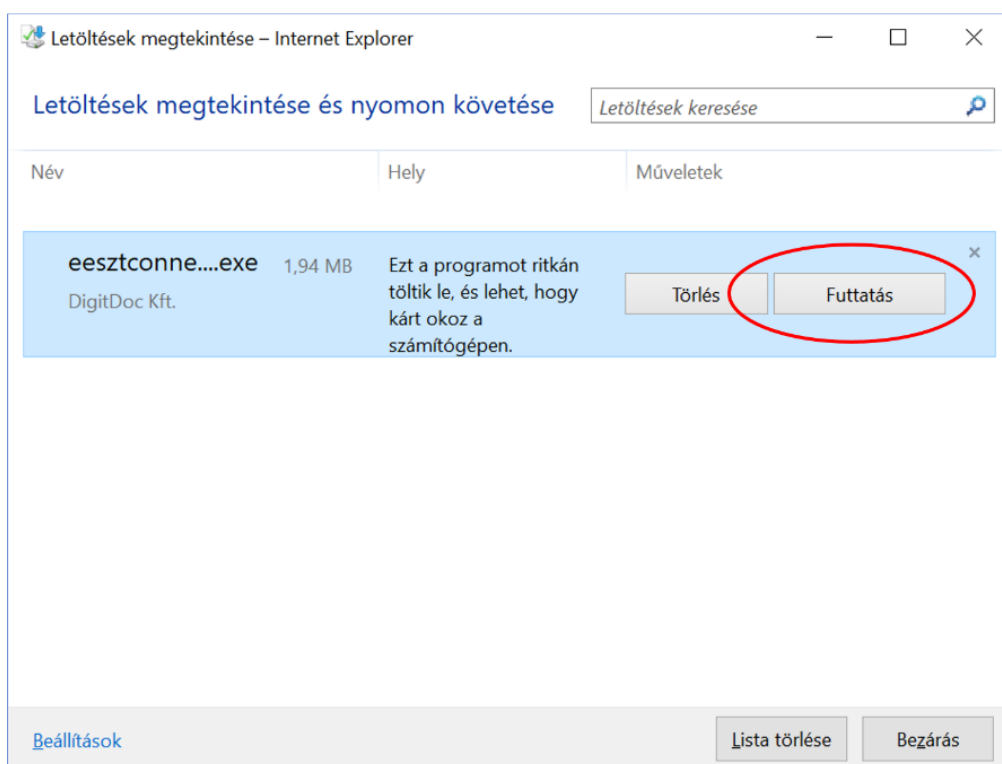 Letöltések megtekintése – Internet Explorer
Letöltések megtekintése és nyomon követése
Letöltések keresése
Név Hely Műveletek
eesztconne....exe 1,94 MB
DigitDoc Kft.
Ezt a programot ritkán
töltik le, és lehet, hogy
kárt okoz a
számítógépen.
Törlés Futtatás
Beállítások Lista törlése Bezárás